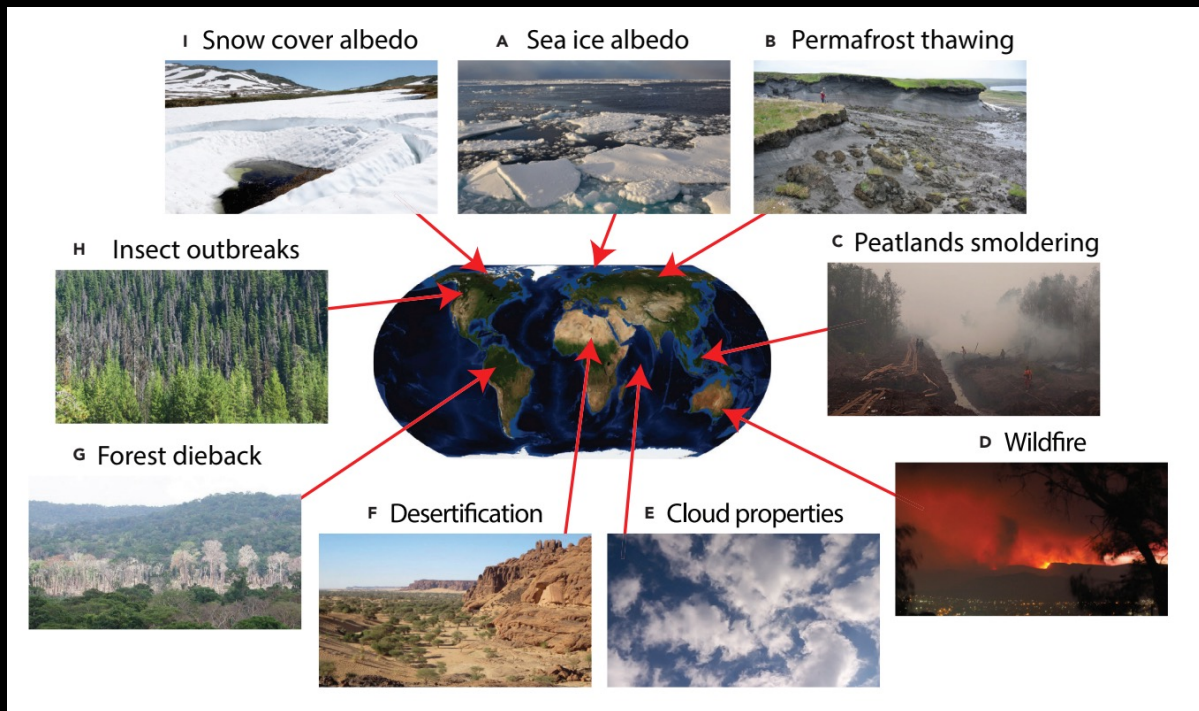 I Snow cover albedo
A Sea ice albedo
B Permafrost thawing
H Insect outbreaks
C Peatlands smoldering
G Forest dieback
D Wildfire
F Desertification
E Cloud properties